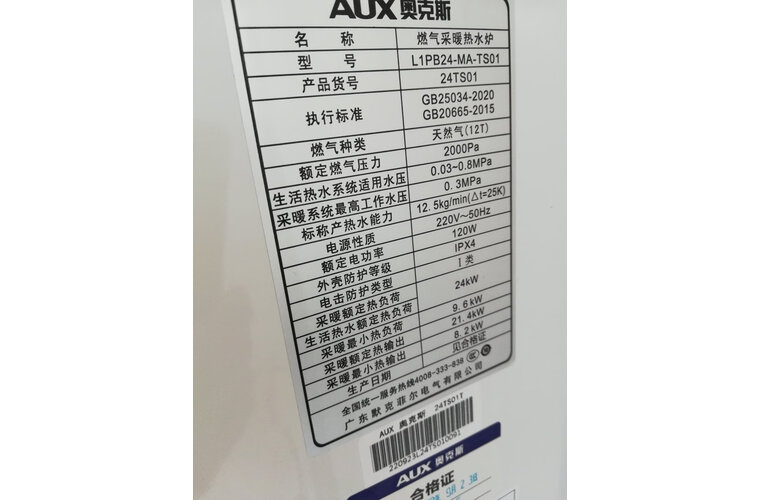 AUX奥克斯
名 称 燃气采暖热水炉
型 号 L1PB24-MA-TS01
产品货号 24TS01
执行标准 GB25034-2020
GB20665-2015
燃气种类 天然气(12T)
额定燃气压力 2000Pa
生活热水系统适用水压 0.03~0.8MPa
采暖系统最高工作水压 0.3MPa
标称产热水能力 12.5kg/min(△t=25K)
电源性质 220V～50Hz
额定电功率 120W
外壳防护等级 IPX4
电击防护类型 I 类
采暖额定热负荷 24kW
生活热水额定热负荷
采暖最小热负荷 9.6kW
采暖额定热输出 21.4kW
采暖最小热输出 8.2kW
生产日期 见合格证
全国统一服务热线4008-333-838
广东默克菲尔电气有限公司
AUX 奥克斯 24TS01T
220923L24TS010091
AUX奥克斯
合格证